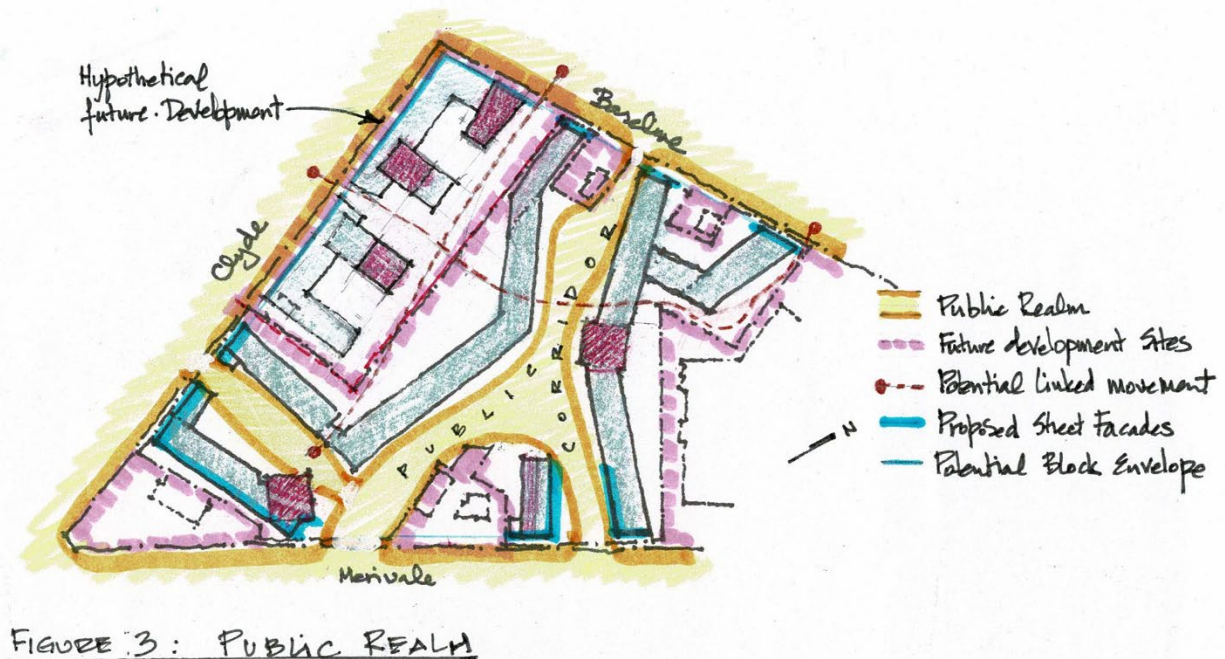 Hypothetical
future. Development
Baseline
Clyde
PUBLIC CORRIDOR
Public Realm
Future development Sites
Potential Linked movement
N
Proposed Street Facades
Potential Block Envelope
Merivale
FIGURE 3: PUBLIC REALM